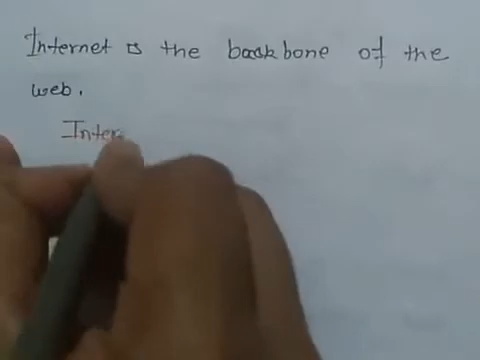 Internet is the backbone of the
web.
Inter